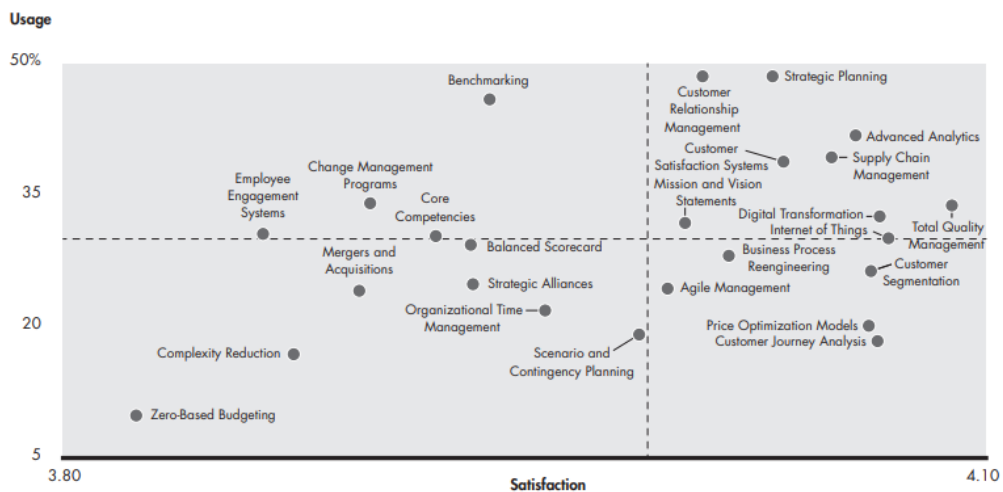 Usage
50%
35
20
5
3.80
4.10
Satisfaction
Benchmarking
Customer
Relationship
Management
Strategic Planning
Advanced Analytics
Customer
Satisfaction Systems
Supply Chain
Management
Mission and Vision
Statements
Change Management
Programs
Employee
Engagement
Systems
Core
Competencies
Digital Transformation
Internet of Things
Total Quality
Management
Balanced Scorecard
Mergers and
Acquisitions
Business Process
Reengineering
Customer
Segmentation
Strategic Alliances
Agile Management
Organizational Time
Management
Price Optimization Models
Customer Journey Analysis
Scenario and
Contingency Planning
Complexity Reduction
Zero-Based Budgeting